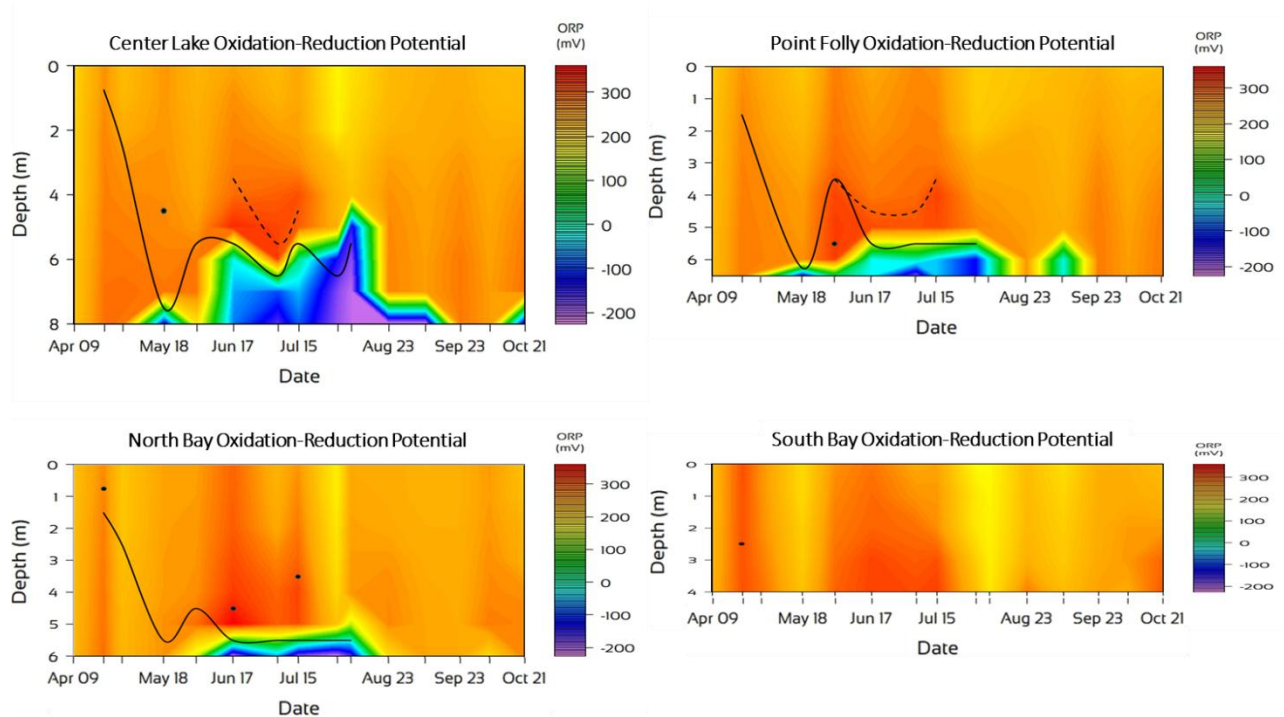 Center Lake Oxidation-Reduction Potential
ORP
(mV)
0
2
4
6
8
Depth (m)
300
200
100
0
-100
-200
Apr 09 May 18 Jun 17 Jul 15 Aug 23 Sep 23 Oct 21
Date
Point Folly Oxidation-Reduction Potential
ORP
(mV)
0
1
2
3
4
5
6
Depth (m)
300
200
100
0
-100
-200
Apr 09 May 18 Jun 17 Jul 15 Aug 23 Sep 23 Oct 21
Date
North Bay Oxidation-Reduction Potential
ORP
(mV)
0
1
2
3
4
5
6
Depth (m)
300
200
100
0
-100
-200
Apr 09 May 18 Jun 17 Jul 15 Aug 23 Sep 23 Oct 21
Date
South Bay Oxidation-Reduction Potential
ORP
(mV)
0
1
2
3
4
Depth (m)
300
200
100
0
-100
-200
Apr 09 May 18 Jun 17 Jul 15 Aug 23 Sep 23 Oct 21
Date